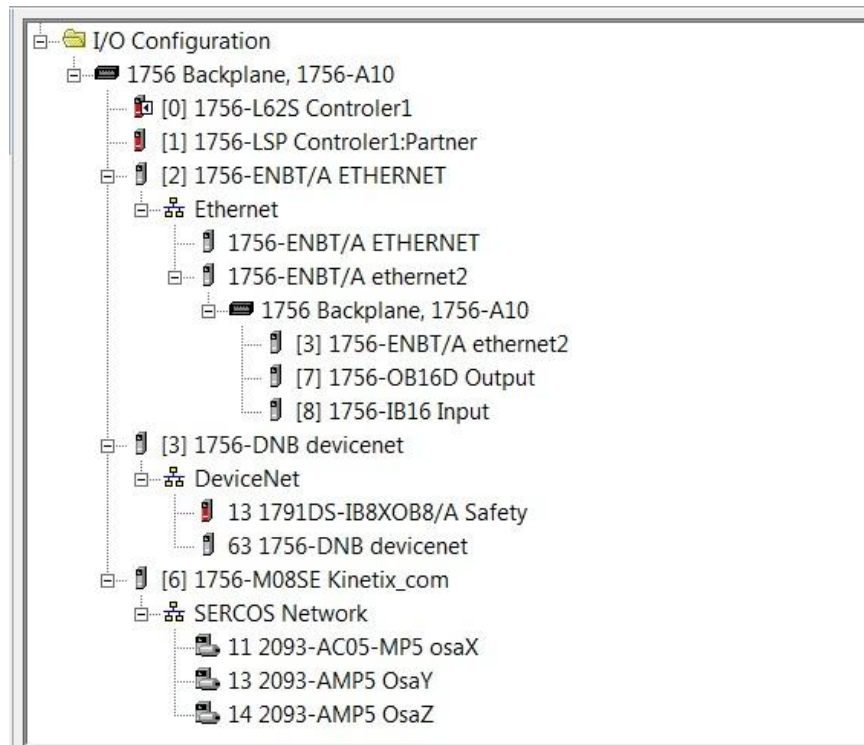 I/O Configuration
1756 Backplane, 1756-A10
[0] 1756-L62S Controler1
[1] 1756-LSP Controler1:Partner
[2] 1756-ENBT/A ETHERNET
Ethernet
1756-ENBT/A ETHERNET
1756-ENBT/A ethernet2
1756 Backplane, 1756-A10
[3] 1756-ENBT/A ethernet2
[7] 1756-OB16D Output
[8] 1756-IB16 Input
[3] 1756-DNB devicenet
DeviceNet
13 1791DS-IB8XOB8/A Safety
63 1756-DNB devicenet
[6] 1756-M08SE Kinetix_com
SERCOS Network
11 2093-AC05-MP5 osaX
13 2093-AMP5 OsaY
14 2093-AMP5 OsaZ